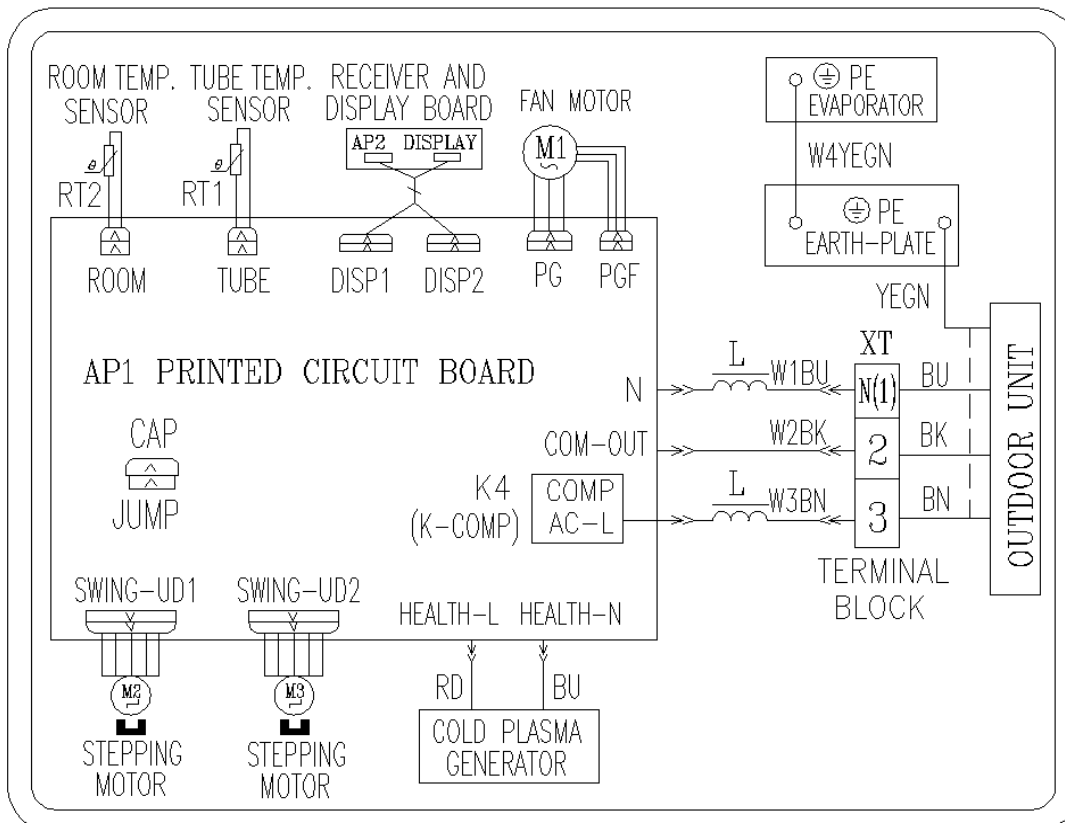 ROOM TEMP.
SENSOR
TUBE TEMP.
SENSOR
RECEIVER AND
DISPLAY BOARD
AP2 DISPLAY
FAN MOTOR
M1
PE
EVAPORATOR
W4YEGN
PE
EARTH-PLATE
YEGN
θ
RT2
θ
RT1
ROOM
TUBE
DISP1
DISP2
PG
PGF
AP1 PRINTED CIRCUIT BOARD
CAP
JUMP
N
COM-OUT
K4
(K-COMP)
COMP
AC-L
L
W1BU
W2BK
L
W3BN
XT
N(1)
2
3
TERMINAL
BLOCK
BU
BK
BN
OUTDOOR UNIT
SWING-UD1
M2
STEPPING
MOTOR
SWING-UD2
M3
STEPPING
MOTOR
HEALTH-L
HEALTH-N
RD
BU
COLD PLASMA
GENERATOR